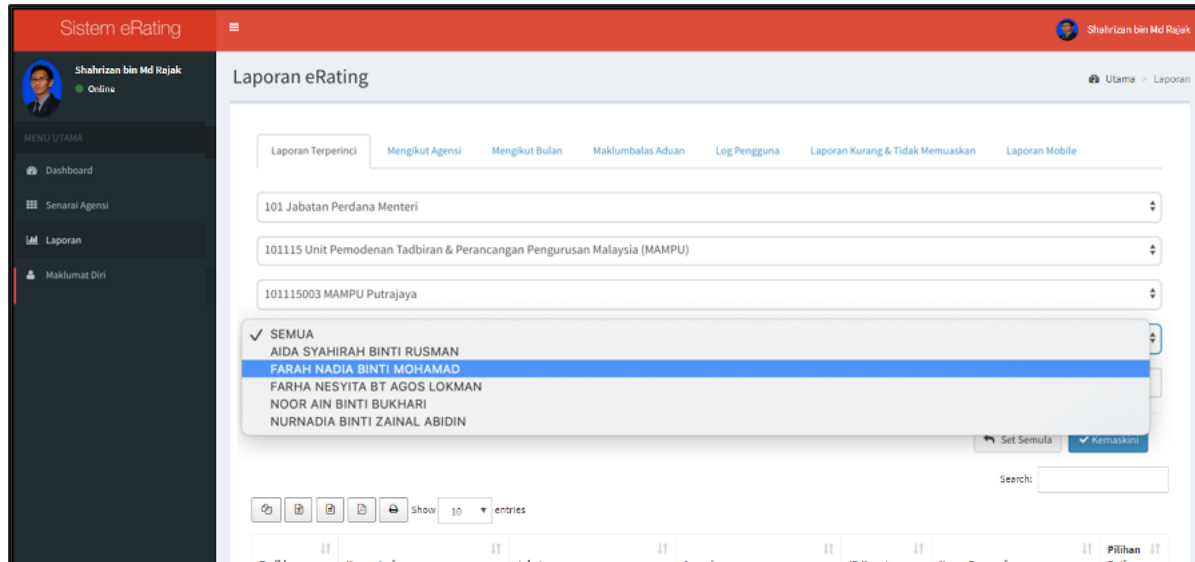 Sistem eRating
Shahrizan bin Md Rajak
Shahrizan bin Md Rajak
Online
Laporan eRating
Utama > Laporan
MENU UTAMA
Dashboard
Senarai Agensi
Laporan
Maklumat Diri
Laporan Terperinci Mengikut Agensi Mengikut Bulan Maklumbalas Aduan Log Pengguna Laporan Kurang & Tidak Memuaskan Laporan Mobile
101 Jabatan Perdana Menteri
101115 Unit Pemodenan Tadbiran & Perancangan Pengurusan Malaysia (MAMPU)
101115003 MAMPU Putrajaya
✓ SEMUA
AIDA SYAHIRAH BINTI RUSMAN
FARAH NADIA BINTI MOHAMAD
FARHA NESYITA BT AGOS LOKMAN
NOOR AIN BINTI BUKHARI
NURNADIA BINTI ZAINAL ABIDIN
Set Semula Kemaskini
Search:
Show 10 entries
Pilihan